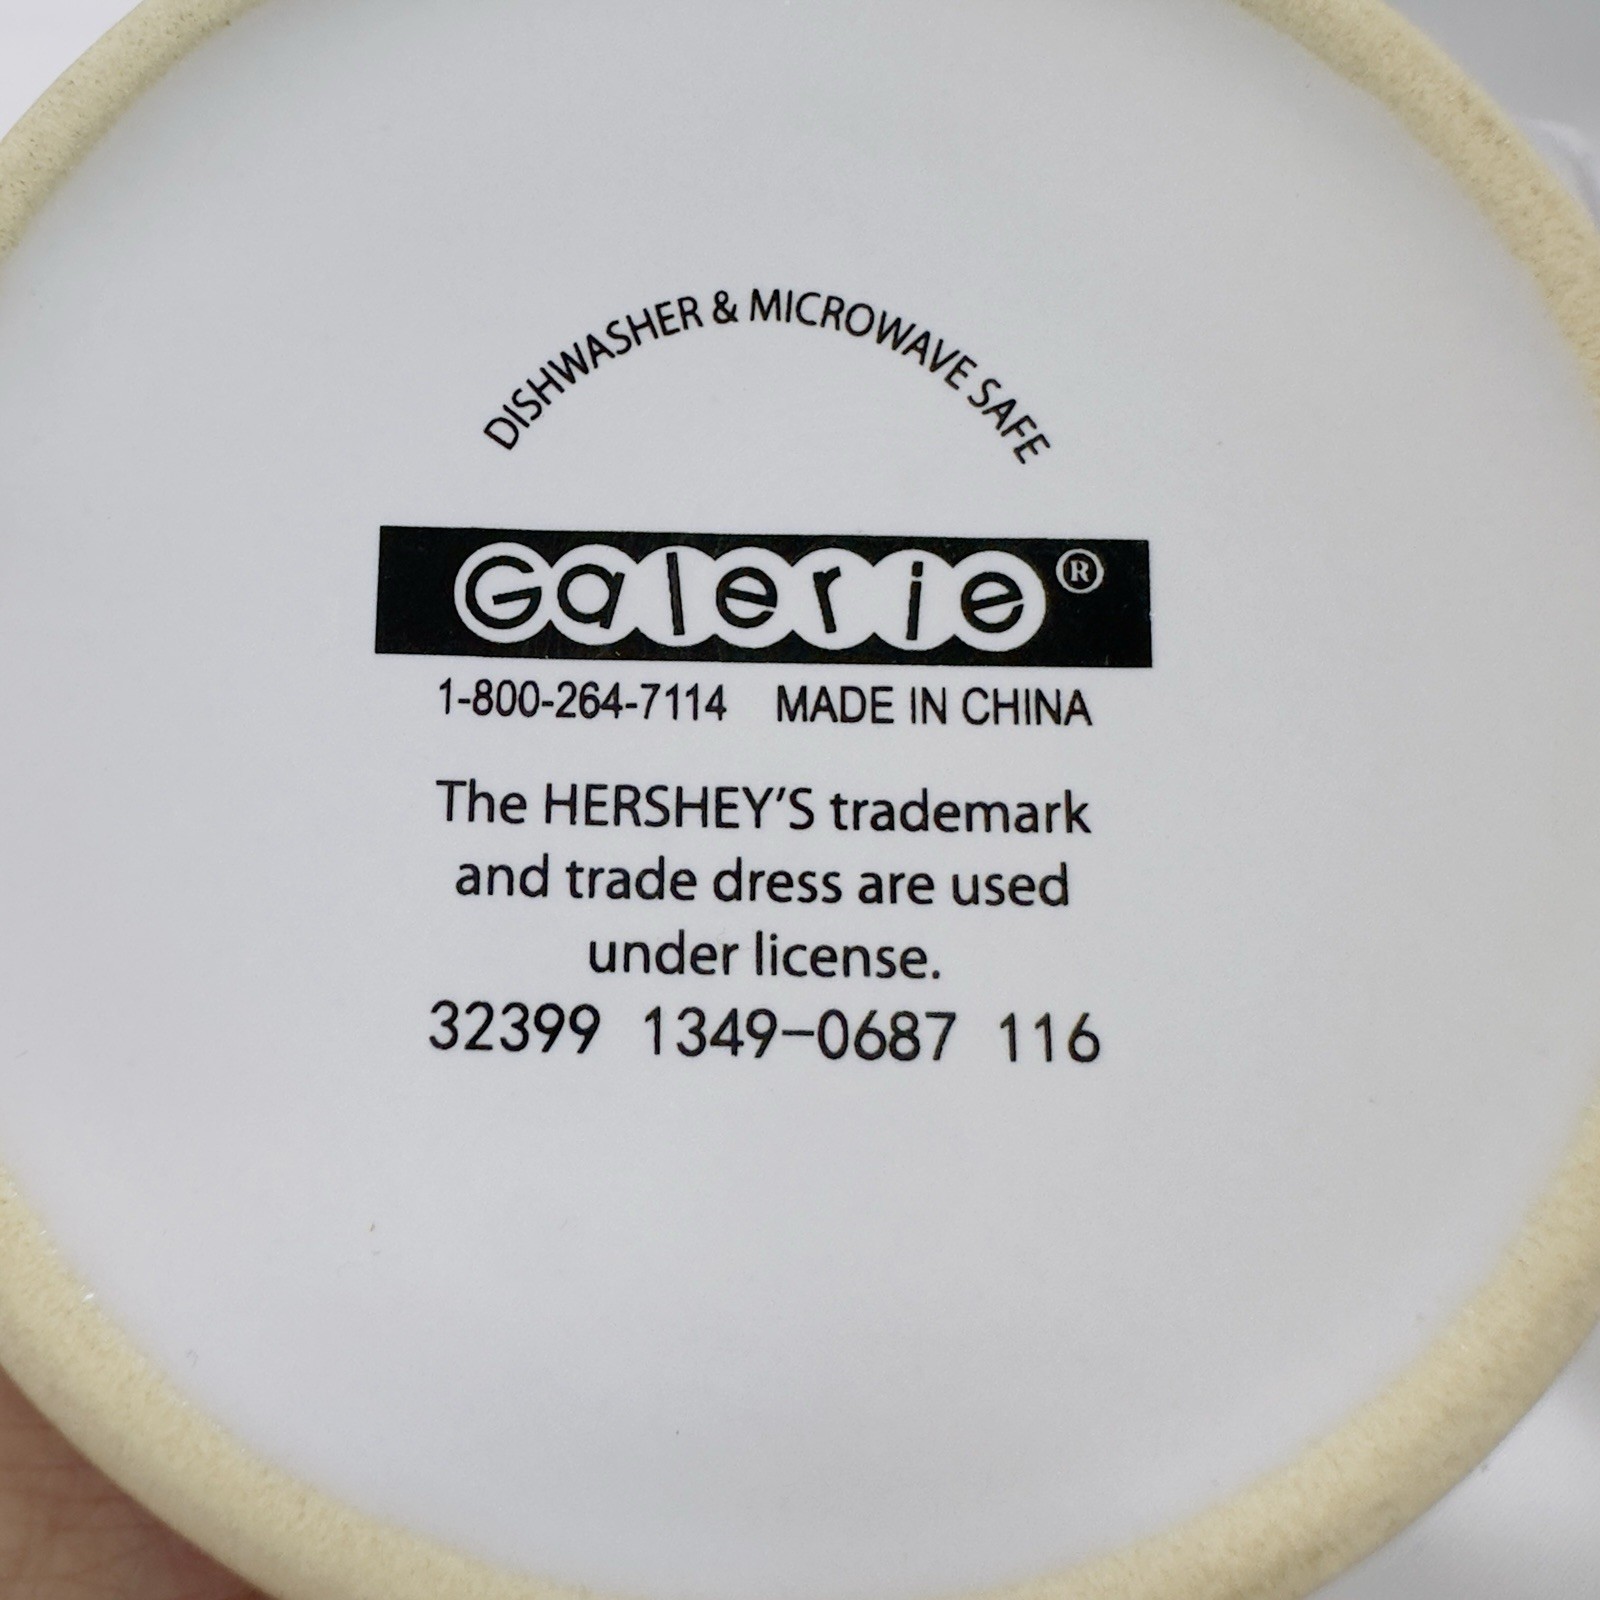 DISHWASHER & MICROWAVE SAFE
Galerie®
1-800-264-7114 MADE IN CHINA
The HERSHEY'S trademark
and trade dress are used
under license.
32399 1349-0687 116